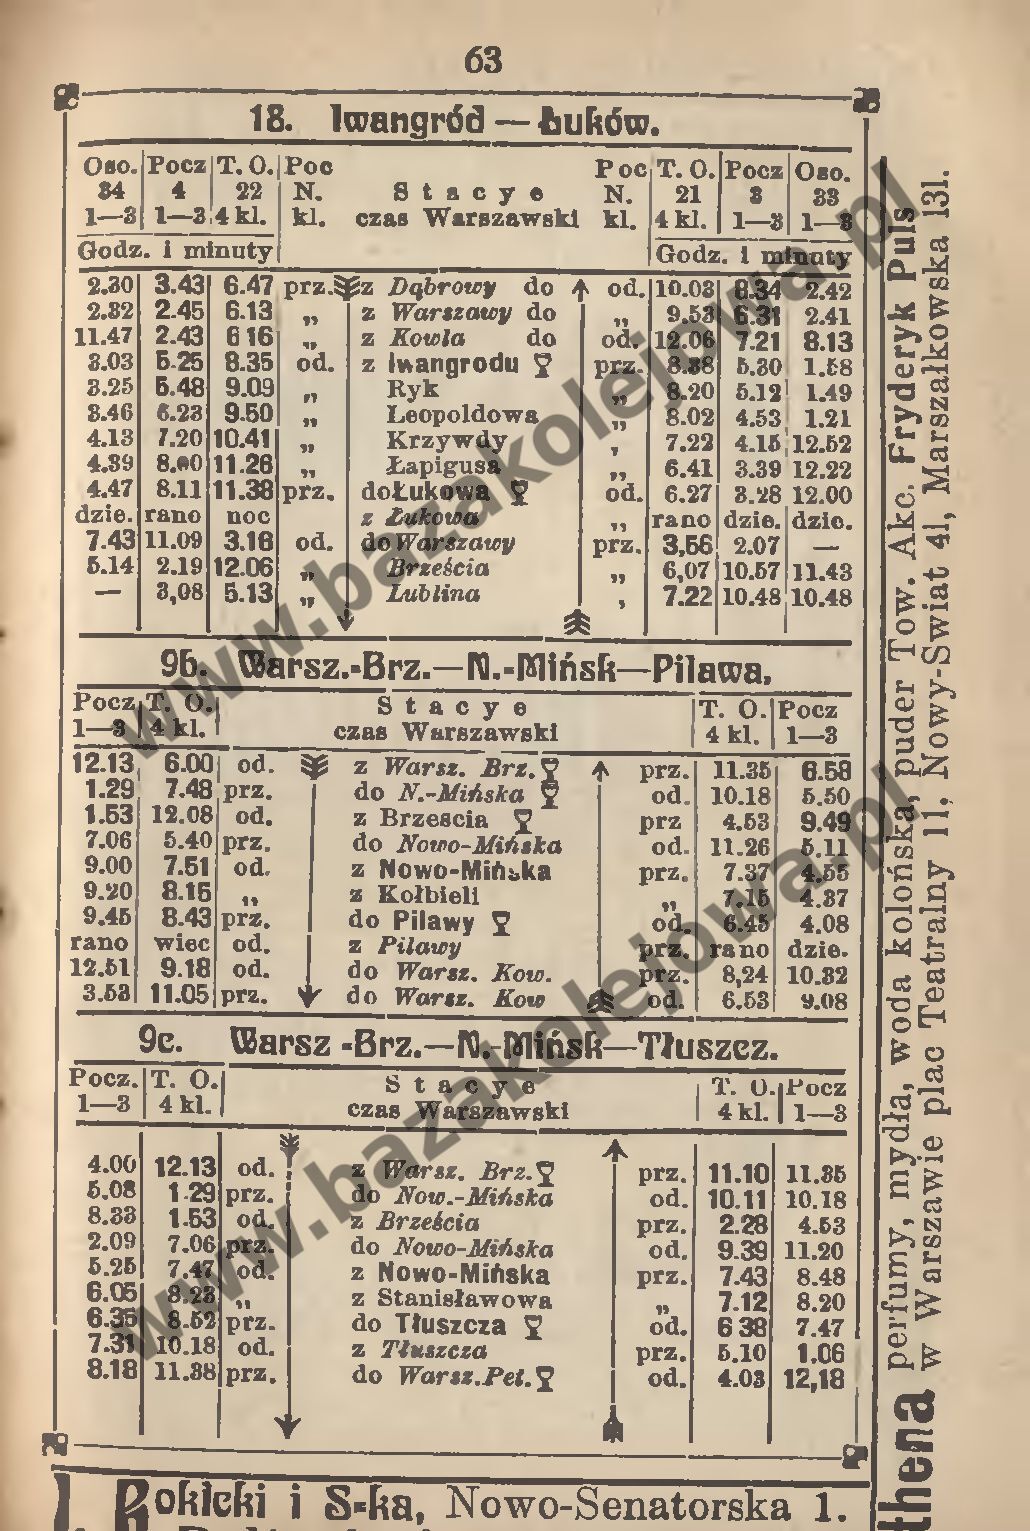 63
18. Iwangród — Łuków.
Oso. Pocz T. O. Poc Poc T. O. Pocz Oso.
34 4 22 N. Stacye N. 21 3 33
1—3 1—3 4 kl. kl. czas Warszawski kl. 4 kl. 1—3 1—3
Godz. i minuty Godz. i minuty
2.30 3.43 6.47 prz. z Dąbrowy do od. 10.03 8.34 2.42
2.32 2.45 6.13 „ z Warszawy do „ 9.53 6.31 2.41
11.47 2.43 6 16 „ z Kowla do od. 12.06 7.21 8.13
3.03 5.25 8.35 od. z Iwangrodu prz. 8.38 5.30 1.58
3.25 5.48 9.09 „ Ryk „ 8.20 5.12 1.49
3.46 6.23 9.50 „ Leopoldowa „ 8.02 4.53 1.21
4.13 7.20 10.41 „ Krzywdy , 7.22 4.15 12.52
4.39 8.00 11.26 „ Łapigusa „ 6.41 3.39 12.22
4.47 8.11 11.38 prz. do Łukowa od. 6.27 3.28 12.00
dzie. rano noc z Łukowa „ rano dzie. dzie.
7.43 11.09 3.16 od. do Warszawy prz. 3,56 2.07 —
5.14 2.19 12.06 „ Brześcia „ 6,07 10.57 11.43
— 3,08 5.13 „ Lublina , 7.22 10.48 10.48
9b. Warsz.-Brz.—N.-Mińsk—Pilawa.
Pocz T. O. Stacye T. O. Pocz
1—3 4 kl. czas Warszawski 4 kl. 1—3
12.13 6.00 od. z Warsz. Brz. prz. 11.35 6.58
1.29 7.48 prz. do N.-Mińska od. 10.18 5.50
1.53 12.08 od. z Brzescia prz 4.53 9.49
7.06 5.40 prz. do Nowo-Mińska od. 11.26 5.11
9.00 7.51 od. z Nowo-Mińska prz. 7.37 4.55
9.20 8.15 „ z Kołbieli „ 7.15 4.37
9.45 8.43 prz. do Pilawy od. 6.45 4.08
rano wiec od. z Pilawy prz. rano dzie.
12.51 9.18 od. do Warsz. Kow. prz. 8,24 10.32
3.53 11.05 prz. do Warsz. Kow od. 6.53 9.08
9c. Warsz -Brz.—N.-Mińsk—Tłuszcz.
Pocz. T. O. Stacye T. O. Pocz
1—3 4 kl. czas Warszawski 4 kl. 1—3
4.00 12.13 od. z Warsz. Brz. prz. 11.10 11.35
5.08 1.29 prz. do Now.-Mińska od. 10.11 10.18
8.33 1.53 od. z Brześcia prz. 2.28 4.53
2.09 7.06 prz. do Nowo-Mińska od. 9.39 11.20
5.25 7.47 od. z Nowo-Mińska prz. 7.43 8.48
6.05 8.23 „ z Stanisławowa „ 7.12 8.20
6.35 8.52 prz. do Tłuszcza od. 6 38 7.47
7.31 10.18 od. z Tłuszcza prz. 5.10 1.06
8.18 11.38 prz. do Warsz.Pet. od. 4.03 12,18
okicki i S-ka, Nowo-Senatorska 1.
thena perfumy, mydła, woda kolońska, puder Tow. Akc. Fryderyk Puls
w Warszawie plac Teatralny 11, Nowy-Świat 41, Marszałkowska 131.
www.bazakolejowa.pl
www.bazakolejowa.pl